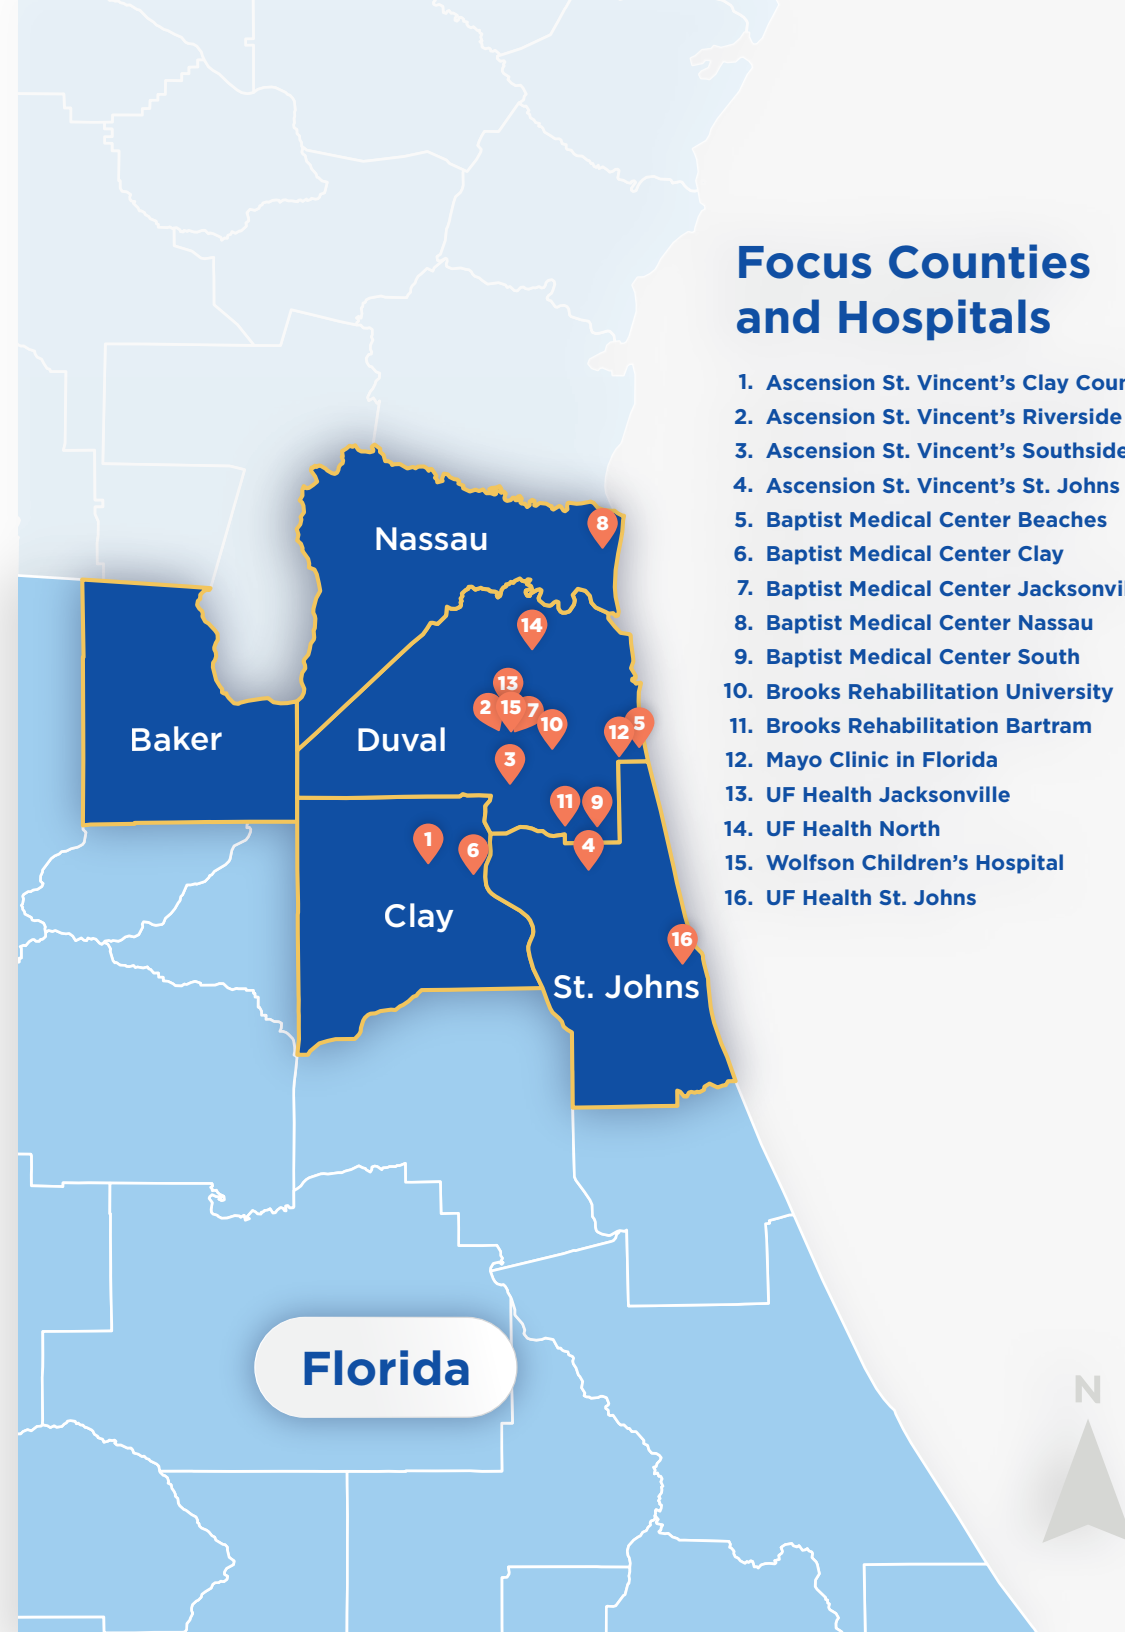 Focus Counties
and Hospitals
1. Ascension St. Vincent's Clay
2. Ascension St. Vincent's Riverside
3. Ascension St. Vincent's Southside
4. Ascension St. Vincent's St. Johns
5. Baptist Medical Center Beaches
6. Baptist Medical Center Clay
7. Baptist Medical Center
8. Baptist Medical Center Nassau
9. Baptist Medical Center South
10. Brooks Rehabilitation University
11. Brooks Rehabilitation Bartram
12. Mayo Clinic in Florida
13. UF Health Jacksonville
14. UF Health North
15. Wolfson Children's Hospital
16. UF Health St. Johns
Nassau
8
14
13
2 15 7
10
Baker
Duval
12 5
3
11 9
1
6
4
Clay
16
St. Johns
Florida
N